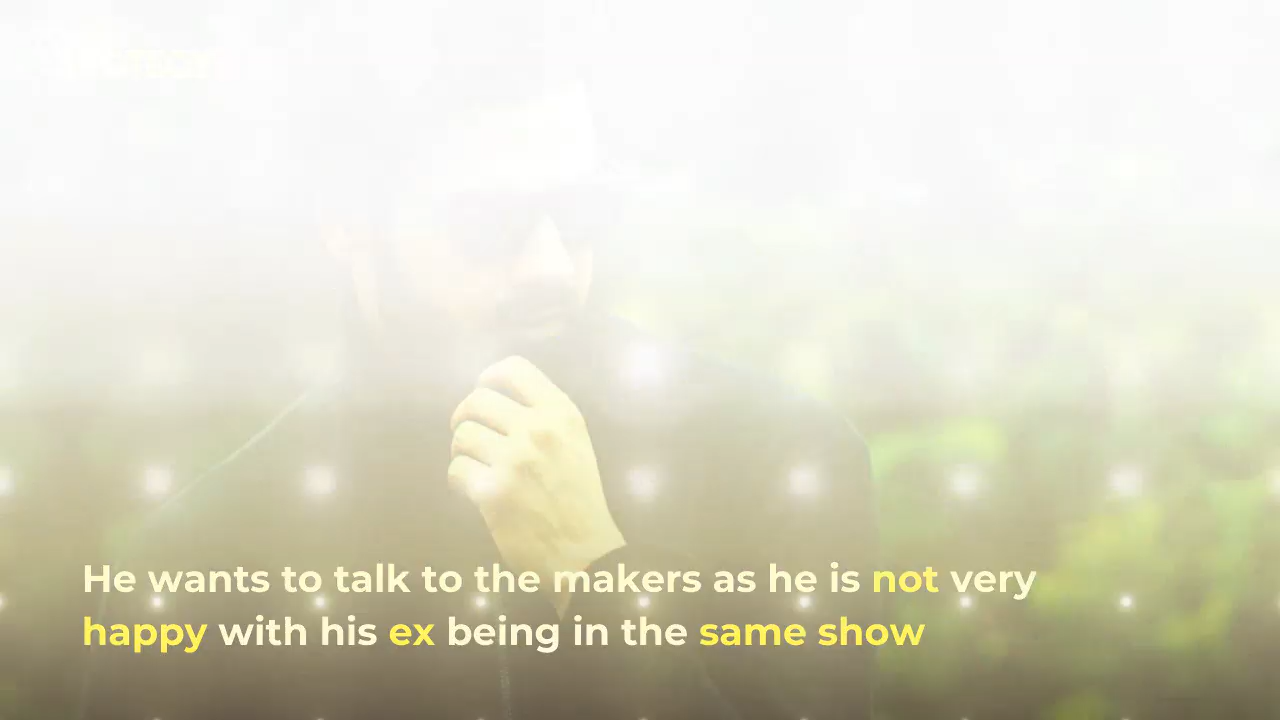 He wants to talk to the makers as he is not very
happy with his ex being in the same show